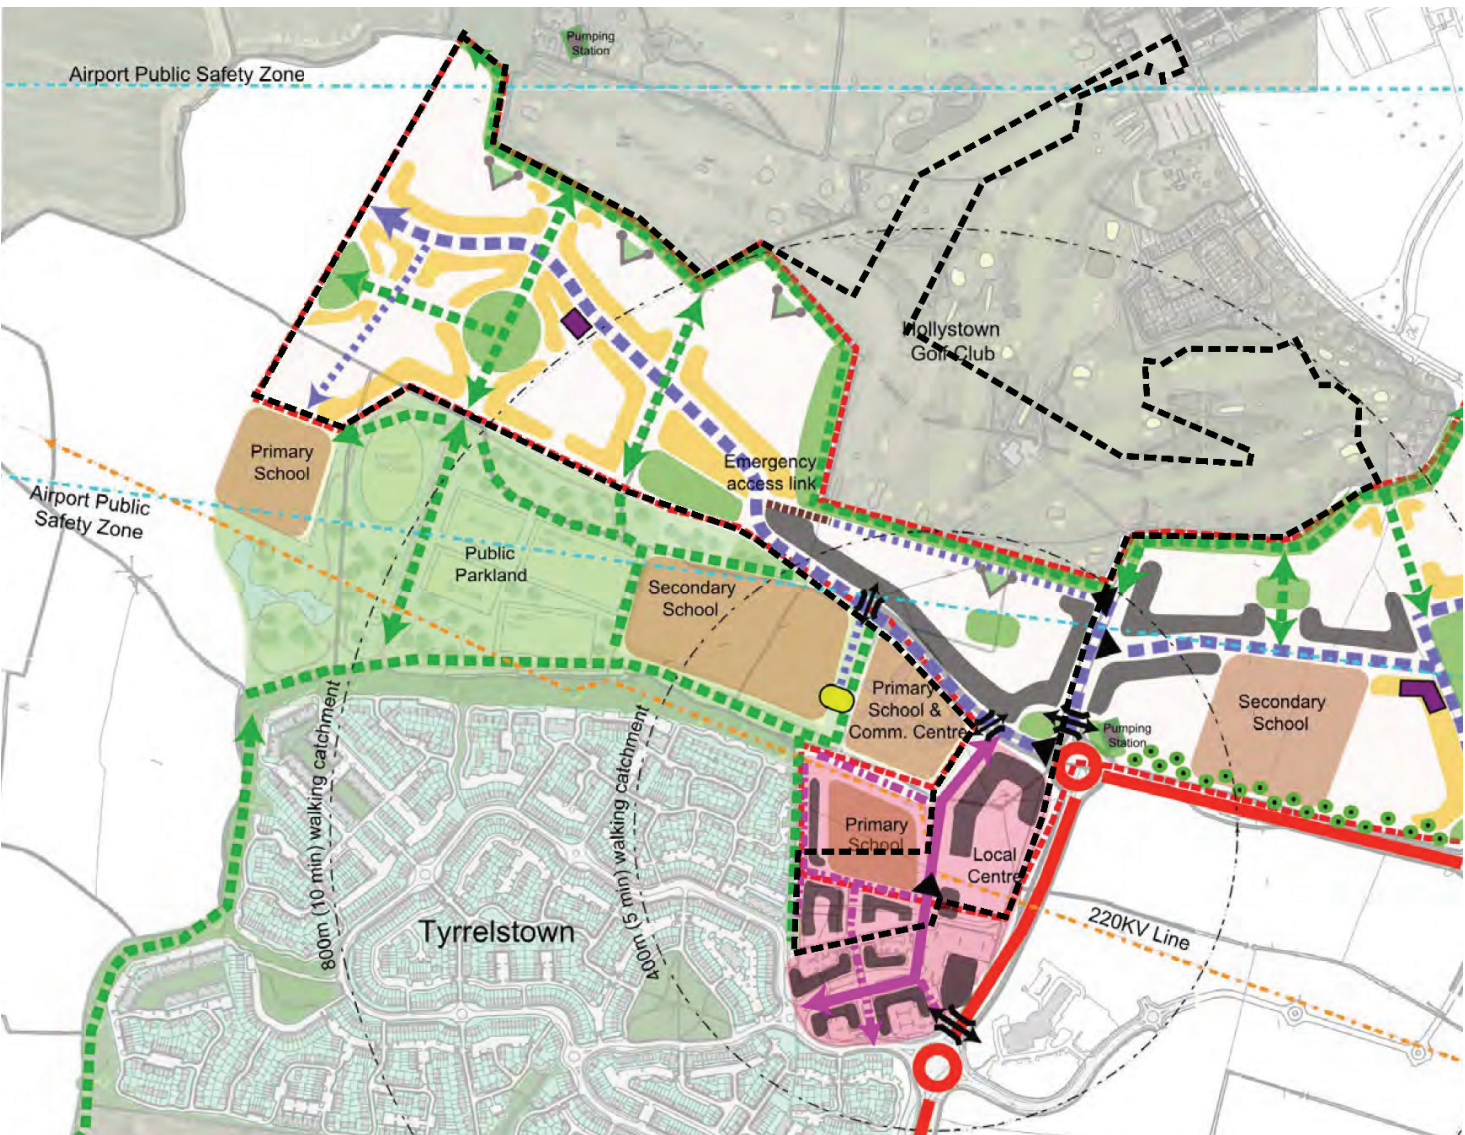 Pumping
Station
Airport Public Safety Zone
Hollystown
Golf Club
Primary
School
Emergency
access link
Airport Public
Safety Zone
Public
Parkland
Secondary
School
Primary
School &
Comm. Centre
Secondary
School
Pumping
Station
800m (10 min) walking catchment
400m (5 min) walking catchment
Primary
School
Local
Centre
Tyrrelstown
220KV Line